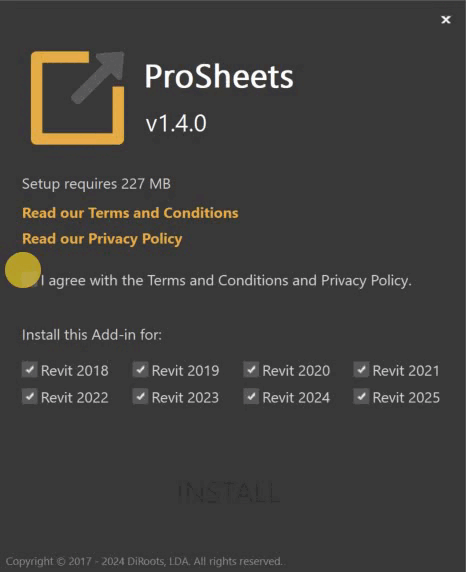 ProSheets
v1.4.0
Setup requires 227 MB
Read our Terms and Conditions
Read our Privacy Policy
I agree with the Terms and Conditions and Privacy Policy.
Install this Add-in for:
Revit 2018 Revit 2019 Revit 2020 Revit 2021
Revit 2022 Revit 2023 Revit 2024 Revit 2025
INSTALL
Copyright © 2017 - 2024 DiRoots, LDA. All rights reserved.